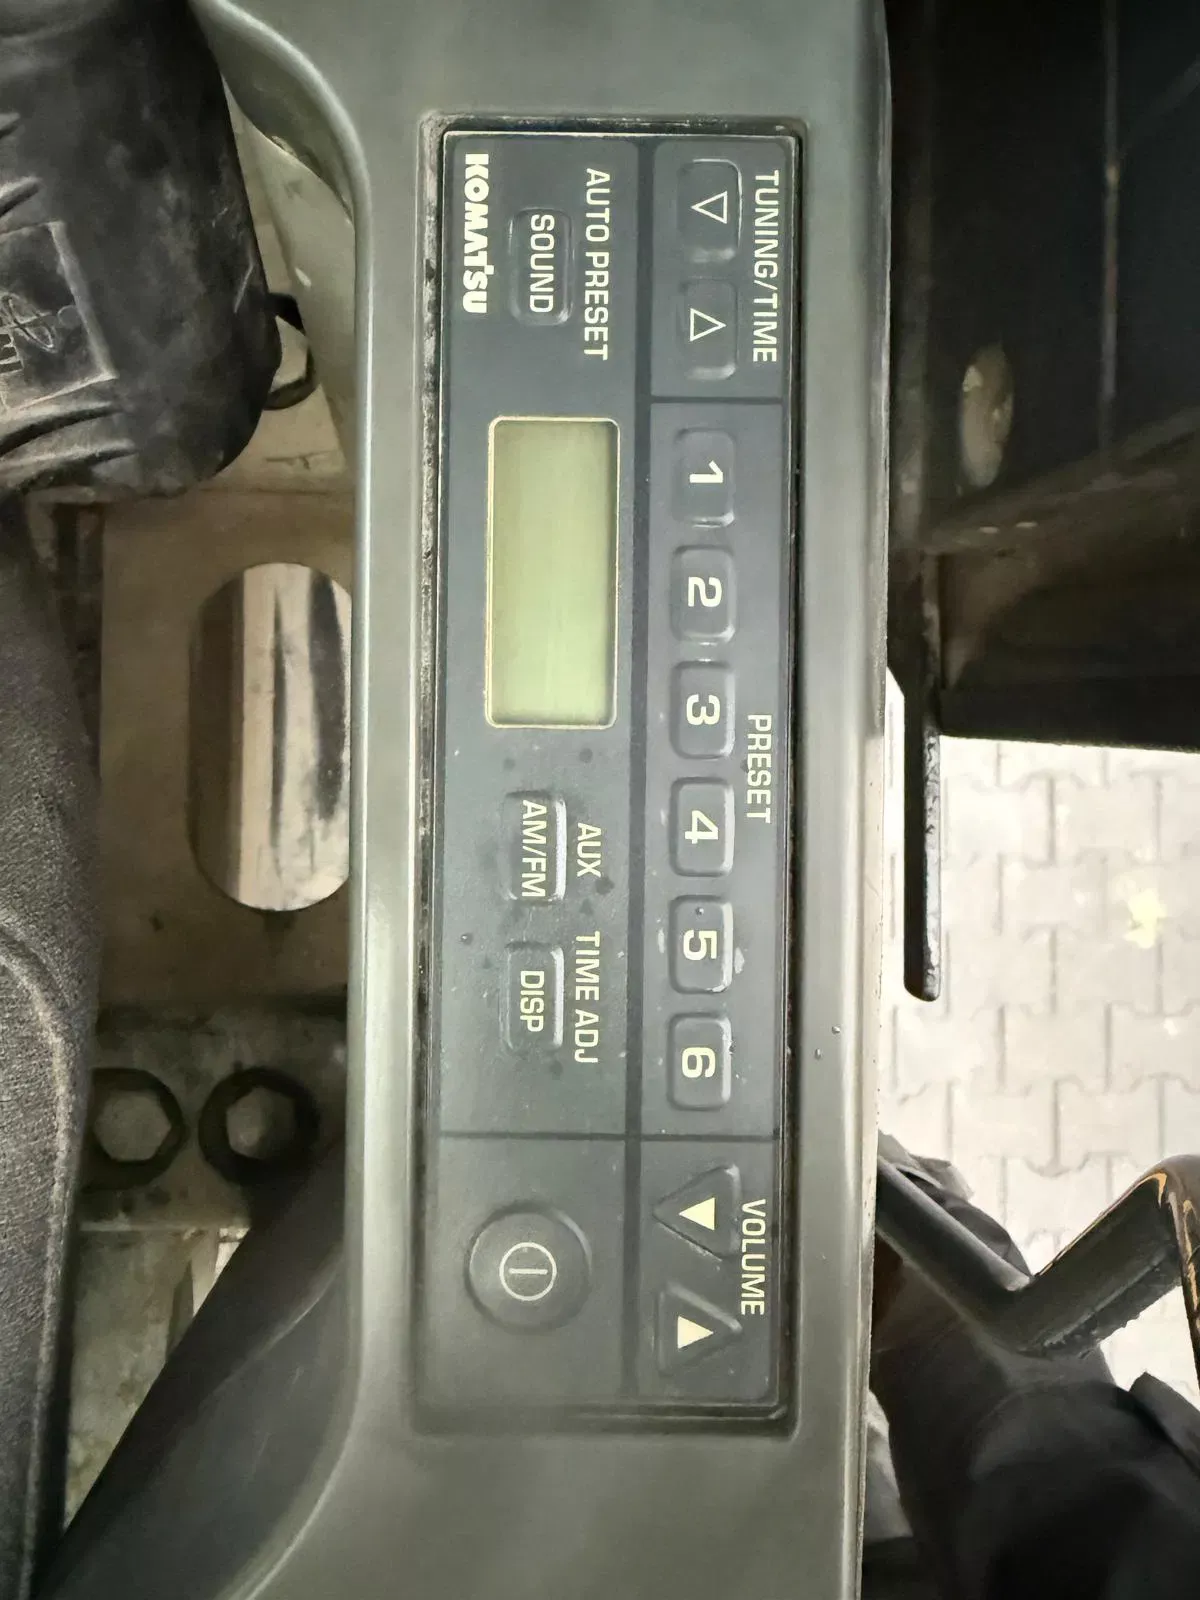 TUNING/TIME
PRESET
VOLUME
1 2 3 4 5 6
AUTO PRESET
AUX
TIME ADJ
SOUND
AM/FM
DISP
KOMATSU